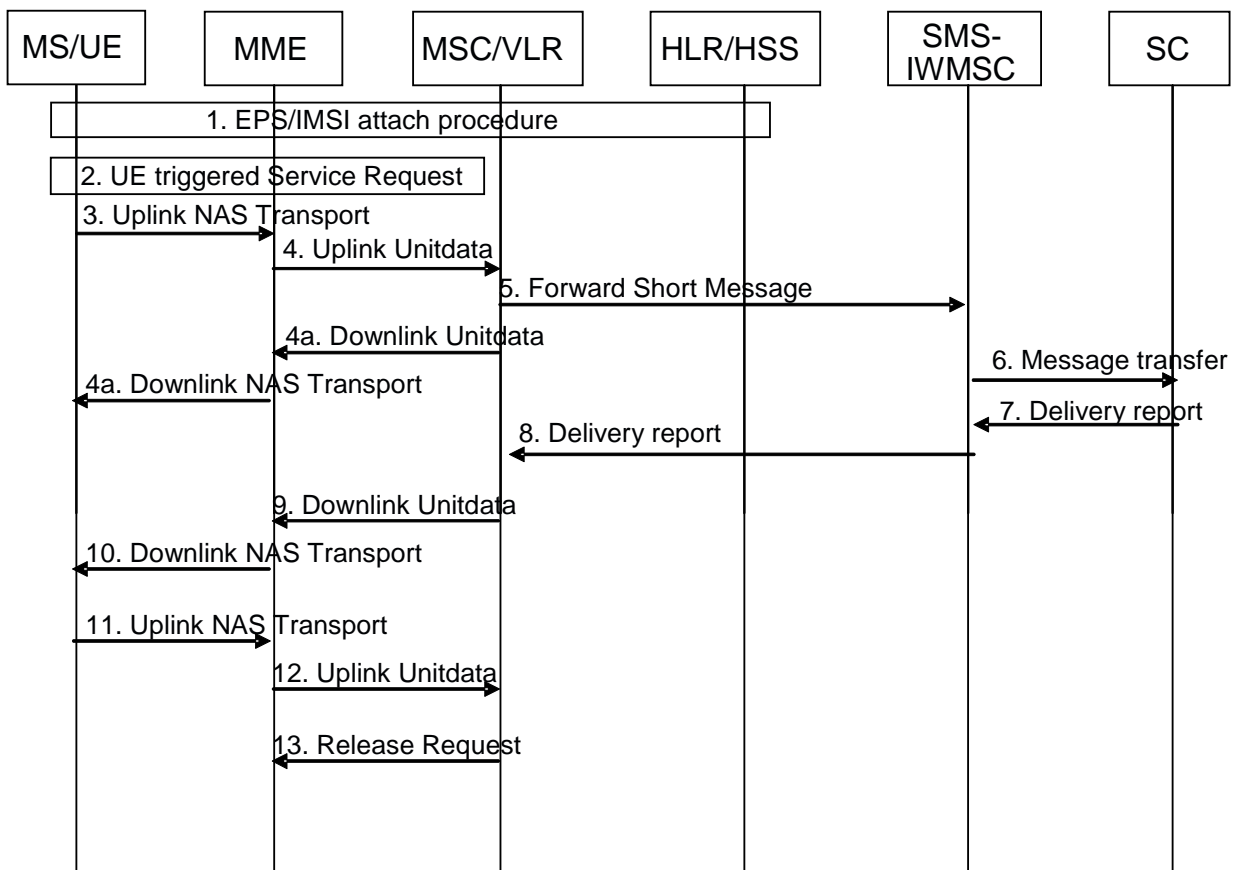 MS/UE
MME
MSC/VLR
HLR/HSS
SMS-
IWMSC
SC
1. EPS/IMSI attach procedure
2. UE triggered Service Request
3. Uplink NAS Transport
4. Uplink Unitdata
5. Forward Short Message
4a. Downlink Unitdata
6. Message transfer
4a. Downlink NAS Transport
7. Delivery report
8. Delivery report
9. Downlink Unitdata
10. Downlink NAS Transport
11. Uplink NAS Transport
12. Uplink Unitdata
13. Release Request